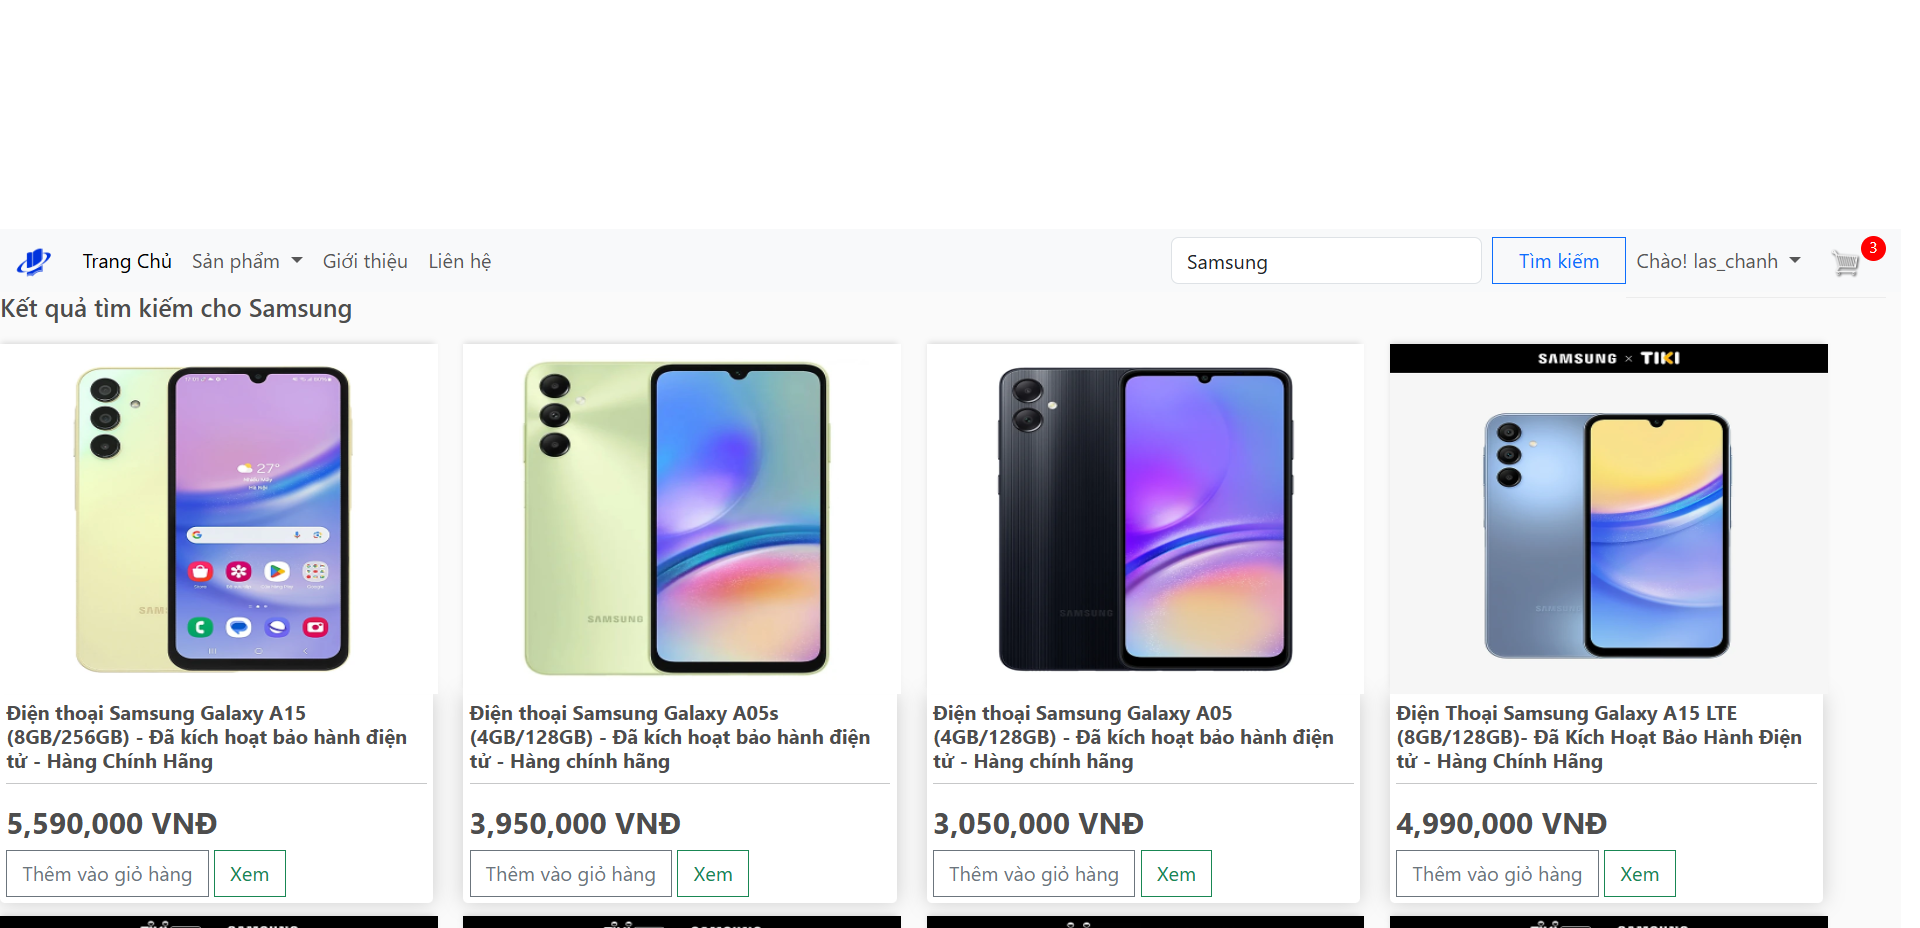 Trang Chủ Sản phẩm Giới thiệu Liên hệ Samsung Tìm kiếm Chào! las_chanh 3
Kết quả tìm kiếm cho Samsung
SAMSUNG × TIKI
27°
SAMSUNG
SAMSUNG
SAMSUNG
Điện thoại Samsung Galaxy A15
(8GB/256GB) - Đã kích hoạt bảo hành điện
tử - Hàng Chính Hãng
5,590,000 VNĐ
Thêm vào giỏ hàng Xem
Điện thoại Samsung Galaxy A05s
(4GB/128GB) - Đã kích hoạt bảo hành điện
tử - Hàng chính hãng
3,950,000 VNĐ
Thêm vào giỏ hàng Xem
Điện thoại Samsung Galaxy A05
(4GB/128GB) - Đã kích hoạt bảo hành điện
tử - Hàng chính hãng
3,050,000 VNĐ
Thêm vào giỏ hàng Xem
Điện Thoại Samsung Galaxy A15 LTE
(8GB/128GB)- Đã Kích Hoạt Bảo Hành Điện
tử - Hàng Chính Hãng
4,990,000 VNĐ
Thêm vào giỏ hàng Xem